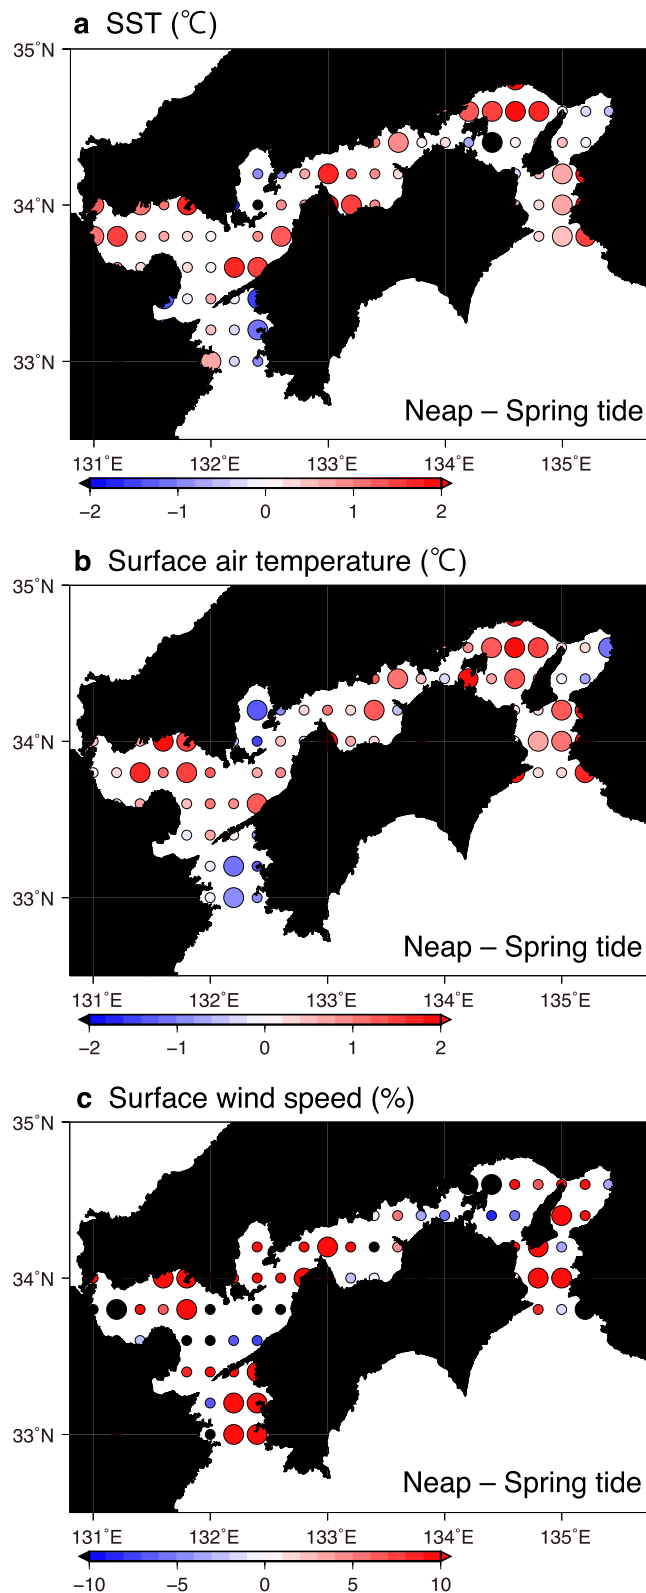 a SST (℃)
35°N
34°N
33°N
Neap – Spring tide
131°E 132°E 133°E 134°E 135°E
−2 −1 0 1 2
b Surface air temperature (℃)
35°N
34°N
33°N
Neap – Spring tide
131°E 132°E 133°E 134°E 135°E
−2 −1 0 1 2
c Surface wind speed (%)
35°N
34°N
33°N
Neap – Spring tide
131°E 132°E 133°E 134°E 135°E
−10 −5 0 5 10